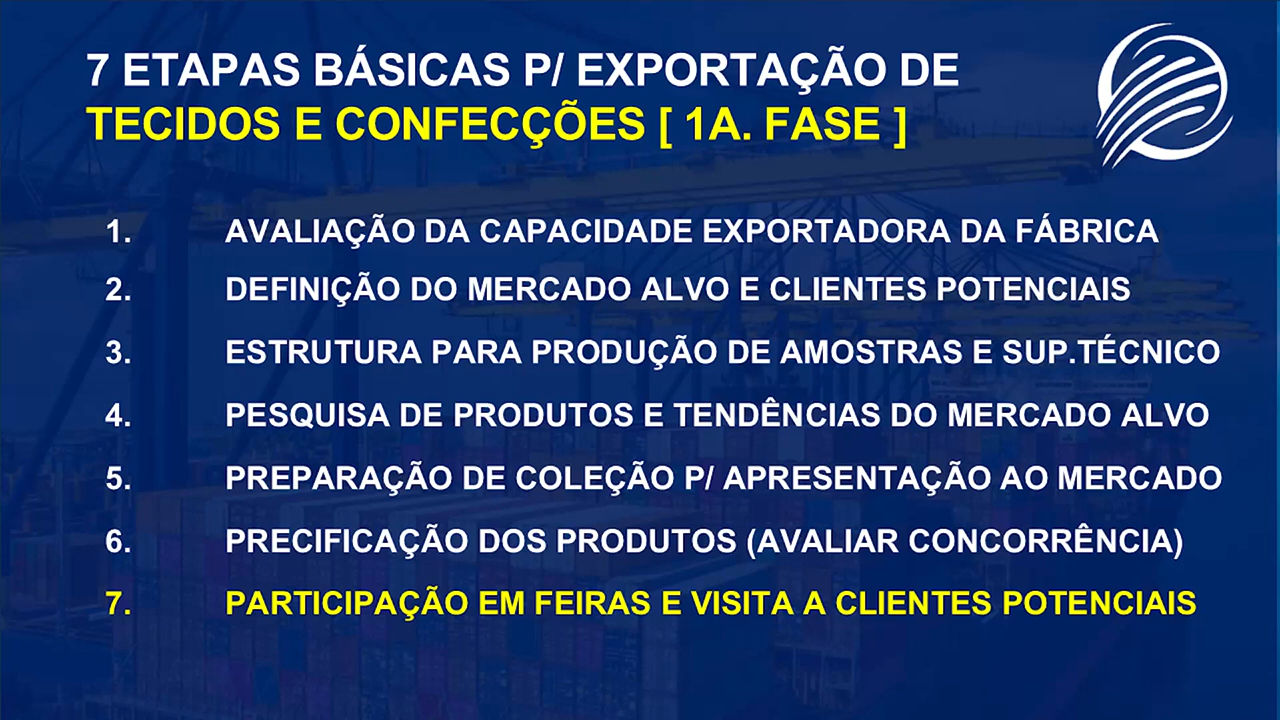 7 ETAPAS BÁSICAS P/ EXPORTAÇÃO DE
TECIDOS E CONFECÇÕES [ 1A. FASE ]
1. AVALIAÇÃO DA CAPACIDADE EXPORTADORA DA FÁBRICA
2. DEFINIÇÃO DO MERCADO ALVO E CLIENTES POTENCIAIS
3. ESTRUTURA PARA PRODUÇÃO DE AMOSTRAS E SUP.TÉCNICO
4. PESQUISA DE PRODUTOS E TENDÊNCIAS DO MERCADO ALVO
5. PREPARAÇÃO DE COLEÇÃO P/ APRESENTAÇÃO AO MERCADO
6. PRECIFICAÇÃO DOS PRODUTOS (AVALIAR CONCORRÊNCIA)
7. PARTICIPAÇÃO EM FEIRAS E VISITA A CLIENTES POTENCIAIS